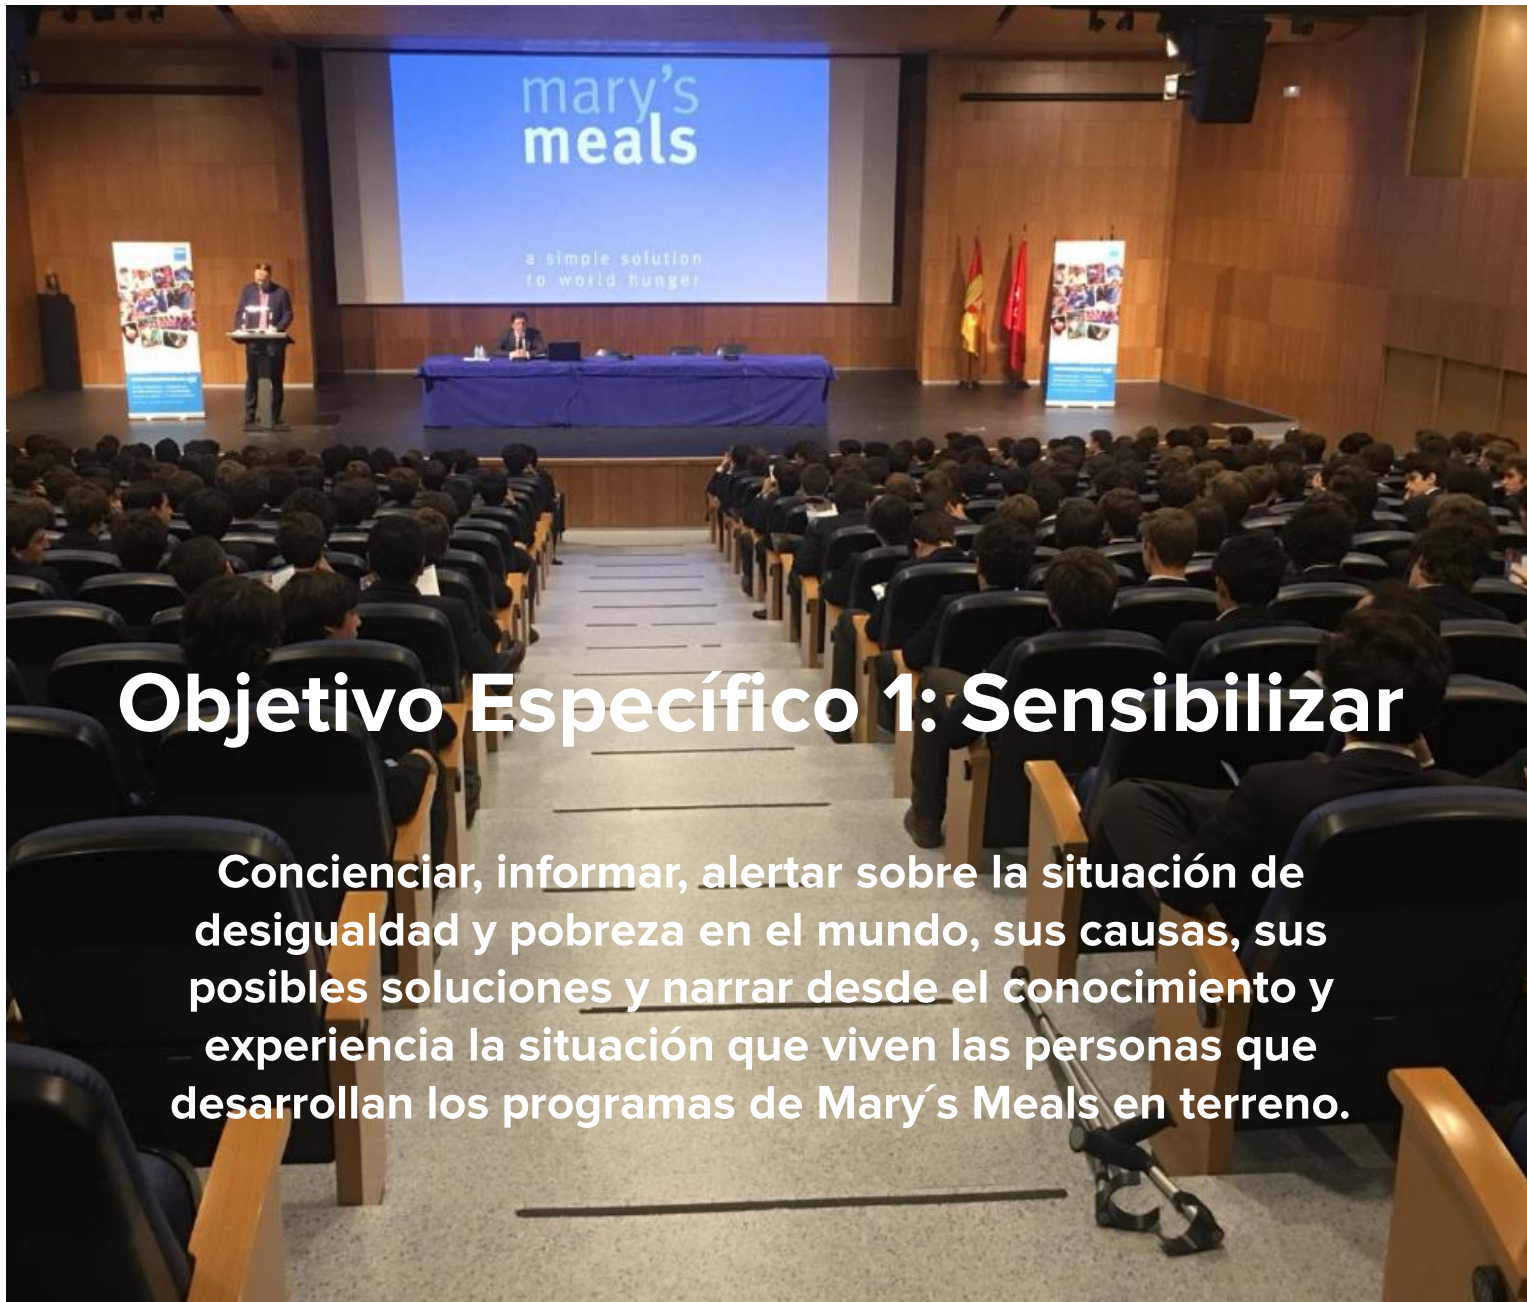 mary's
meals
a simple solution
to world hunger
Objetivo Específico 1: Sensibilizar
Concienciar, informar, alertar sobre la situación de
desigualdad y pobreza en el mundo, sus causas, sus
posibles soluciones y narrar desde el conocimiento y
experiencia la situación que viven las personas que
desarrollan los programas de Mary´s Meals en terreno.